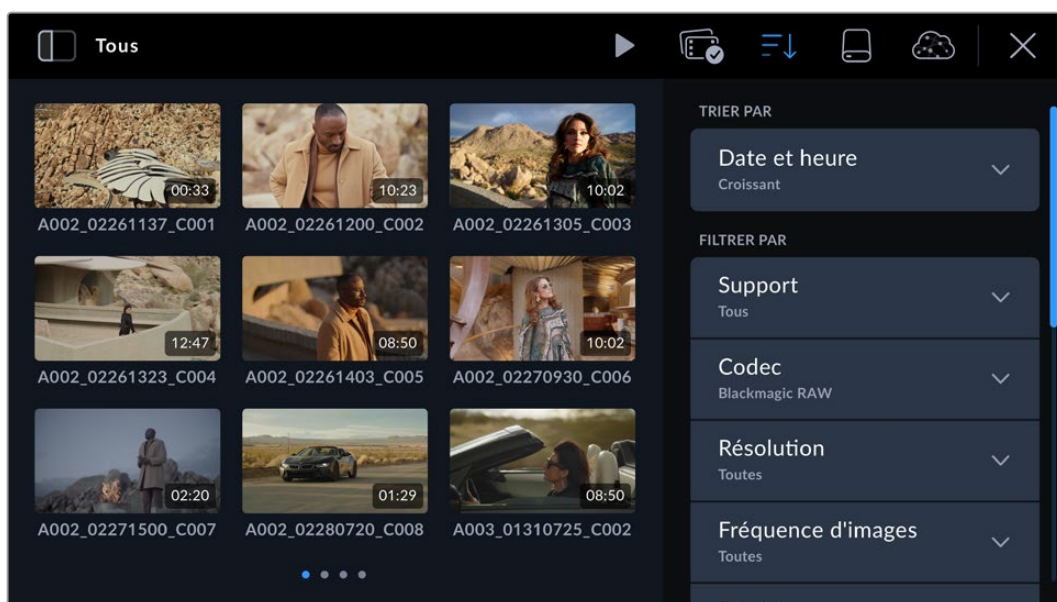 Tous
00:33
10:23
10:02
A002_02261137_C001
A002_02261200_C002
A002_02261305_C003
12:47
08:50
10:02
A002_02261323_C004
A002_02261403_C005
A002_02270930_C006
02:20
01:29
08:50
A002_02271500_C007
A002_02280720_C008
A003_01310725_C002
TRIER PAR
Date et heure
Croissant
FILTRER PAR
Support
Tous
Codec
Blackmagic RAW
Résolution
Toutes
Fréquence d'images
Toutes